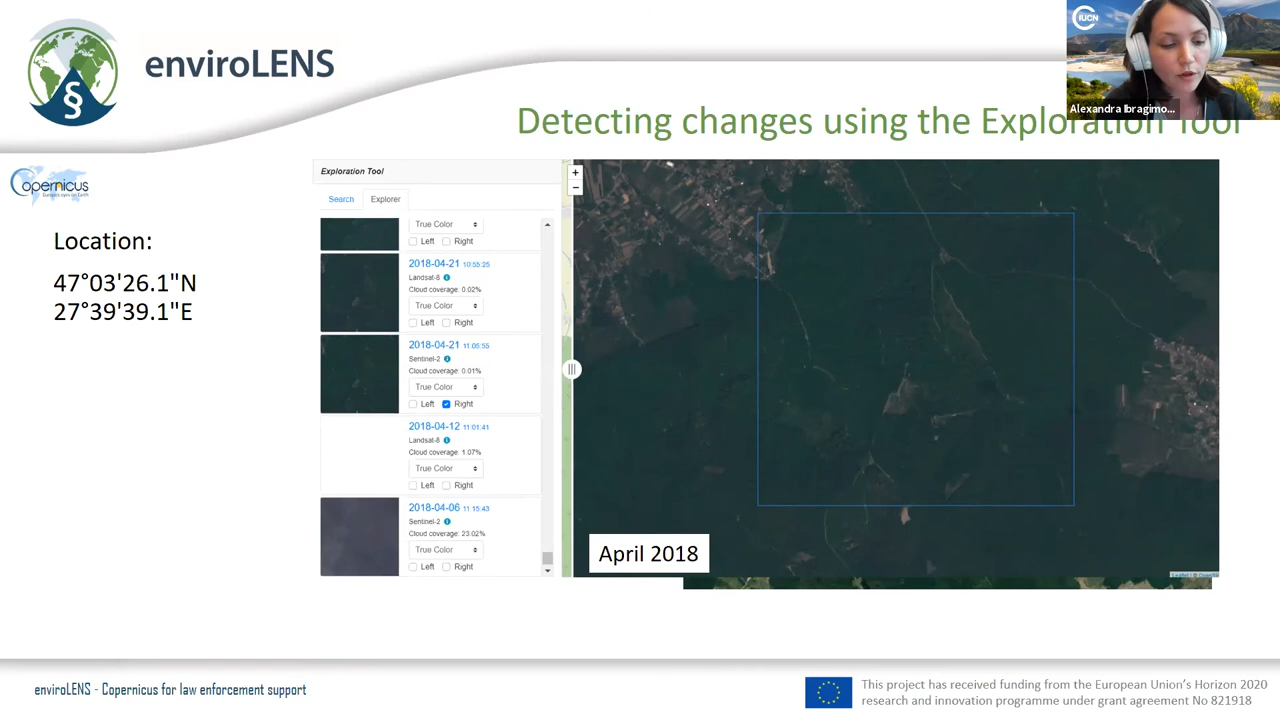 enviroLENS
§
IUCN
Alexandra Ibragimo...
Detecting changes using the Exploration Tool
Copernicus
Europe's eyes on Earth
Location:
47°03'26.1"N
27°39'39.1"E
Exploration Tool
Search Explorer
True Color
Left Right
2018-04-21 10:55:25
Landsat-8
Cloud coverage: 0.02%
True Color
Left Right
2018-04-21 11:05:55
Sentinel-2
Cloud coverage: 0.01%
True Color
Left Right
2018-04-12 11:01:41
Landsat-8
Cloud coverage: 1.07%
True Color
Left Right
2018-04-06 11:15:43
Sentinel-2
Cloud coverage: 23.02%
True Color
Left Right
+
−
April 2018
enviroLENS - Copernicus for law enforcement support
This project has received funding from the European Union's Horizon 2020
research and innovation programme under grant agreement No 821918